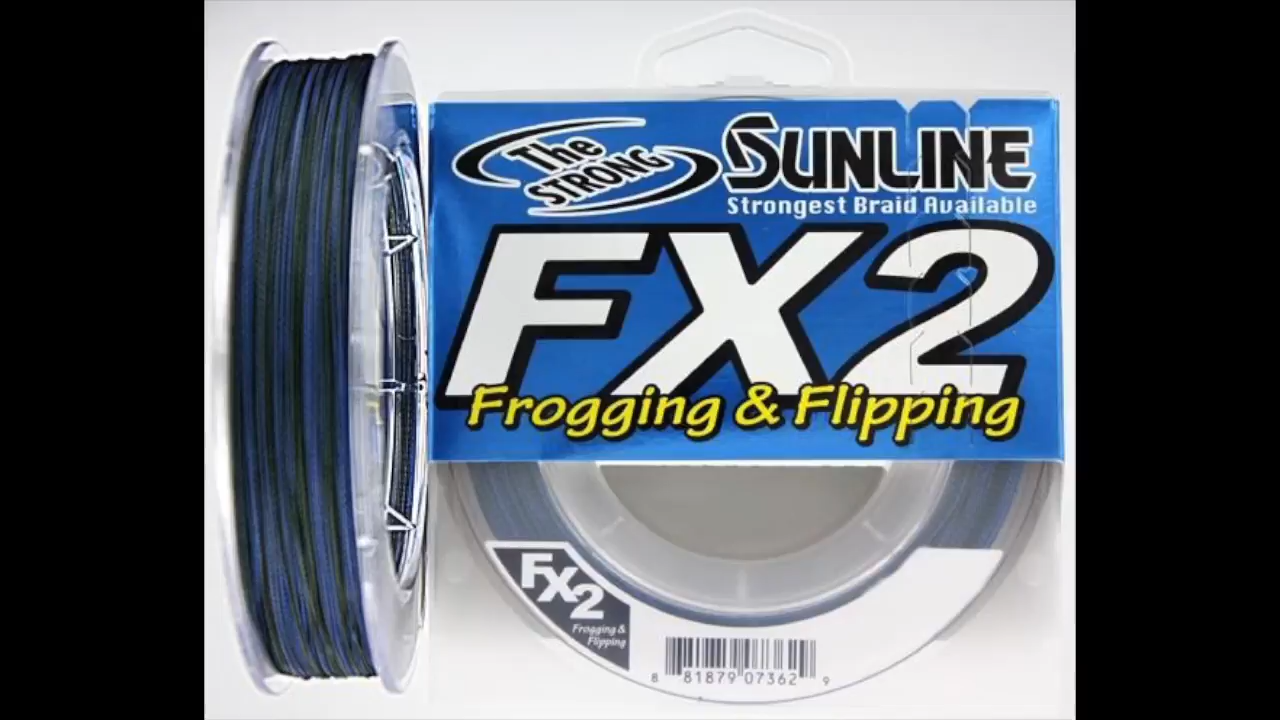 The
STRONG
SUNLINE
Strongest Braid Available
FX2
Frogging & Flipping
FX2
Frogging &
Flipping
8 81879 07362 9